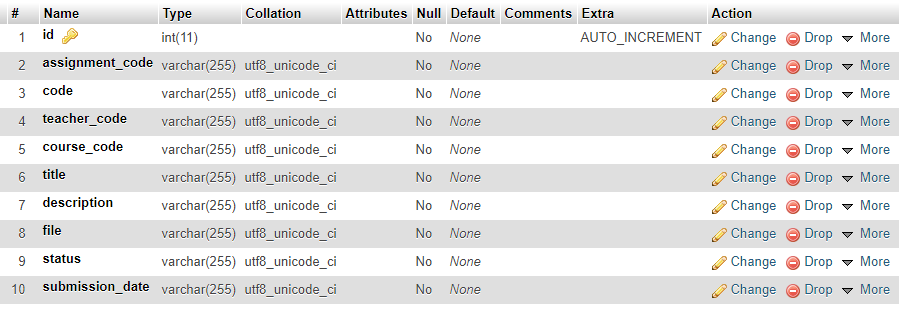 # Name Type Collation Attributes Null Default Comments Extra Action
1 id int(11) No None AUTO_INCREMENT Change Drop More
2 assignment_code varchar(255) utf8_unicode_ci No None Change Drop More
3 code varchar(255) utf8_unicode_ci No None Change Drop More
4 teacher_code varchar(255) utf8_unicode_ci No None Change Drop More
5 course_code varchar(255) utf8_unicode_ci No None Change Drop More
6 title varchar(255) utf8_unicode_ci No None Change Drop More
7 description varchar(255) utf8_unicode_ci No None Change Drop More
8 file varchar(255) utf8_unicode_ci No None Change Drop More
9 status varchar(255) utf8_unicode_ci No None Change Drop More
10 submission_date varchar(255) utf8_unicode_ci No None Change Drop More